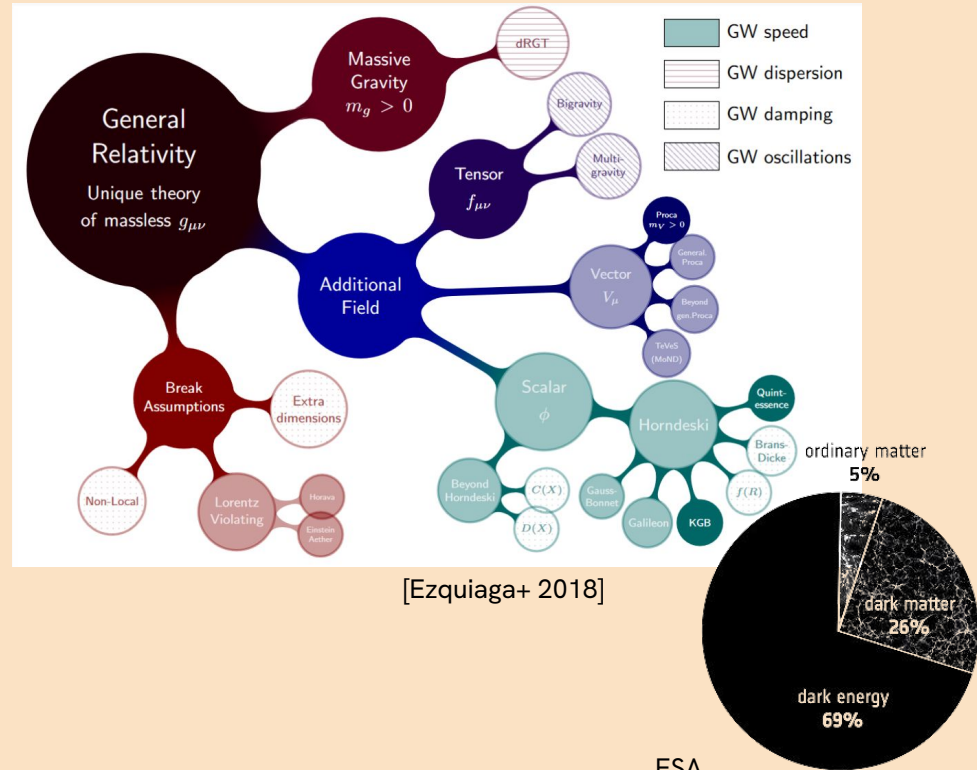 General
Relativity
Unique theory
of massless gμν
Massive
Gravity
m_g > 0
dRGT
GW speed
GW dispersion
GW damping
GW oscillations
Bigravity
Multi-
gravity
Tensor
fμν
Additional
Field
Vector
Vμ
Proca
m_V > 0
General.
Proca
Beyond
gen.Proca
TeVeS
(MoND)
Break
Assumptions
Extra
dimensions
Non-Local
Lorentz
Violating
Horava
Einstein
Aether
Scalar
ϕ
Horndeski
Quint-
essence
Brans-
Dicke
f(R)
KGB
Galileon
Gauss-
Bonnet
Beyond
Horndeski
C(X)
D(X)
[Ezquiaga+ 2018]
ordinary matter
5%
dark matter
26%
dark energy
69%
ESA